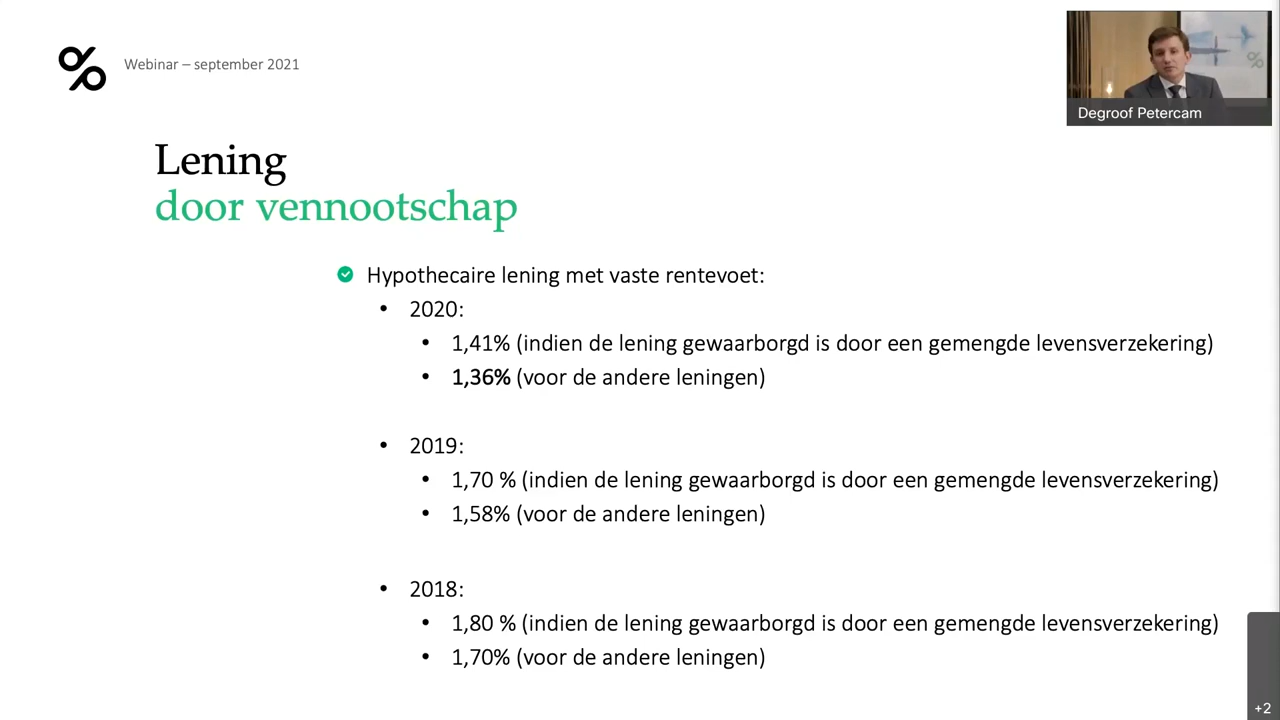 Webinar – september 2021
Degroof Petercam
Lening
door vennootschap
Hypothecaire lening met vaste rentevoet:
• 2020:
• 1,41% (indien de lening gewaarborgd is door een gemengde levensverzekering)
• 1,36% (voor de andere leningen)
• 2019:
• 1,70 % (indien de lening gewaarborgd is door een gemengde levensverzekering)
• 1,58% (voor de andere leningen)
• 2018:
• 1,80 % (indien de lening gewaarborgd is door een gemengde levensverzekering)
• 1,70% (voor de andere leningen)
+2